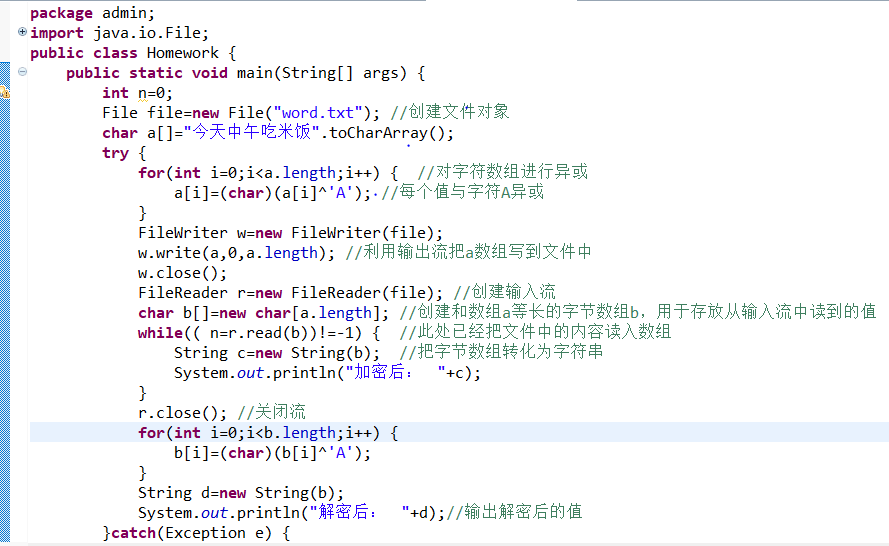 package admin;
import java.io.File;
public class Homework {
public static void main(String[] args) {
int n=0;
File file=new File("word.txt"); //创建文件对象
char a[]="今天中午吃米饭".toCharArray();
try {
for(int i=0;i<a.length;i++) {  //对字符数组进行异或
a[i]=(char)(a[i]^'A'); //每个值与字符A异或
}
FileWriter w=new FileWriter(file);
w.write(a,0,a.length); //利用输出流把a数组写到文件中
w.close();
FileReader r=new FileReader(file); //创建输入流
char b[]=new char[a.length]; //创建和数组a等长的字节数组b，用于存放从输入流中读到的值
while(( n=r.read(b))!=-1) {  //此处已经把文件中的内容读入数组
String c=new String(b);  //把字节数组转化为字符串
System.out.println("加密后：  "+c);
}
r.close(); //关闭流
for(int i=0;i<b.length;i++) {
b[i]=(char)(b[i]^'A');
}
String d=new String(b);
System.out.println("解密后：  "+d);//输出解密后的值
}catch(Exception e) {